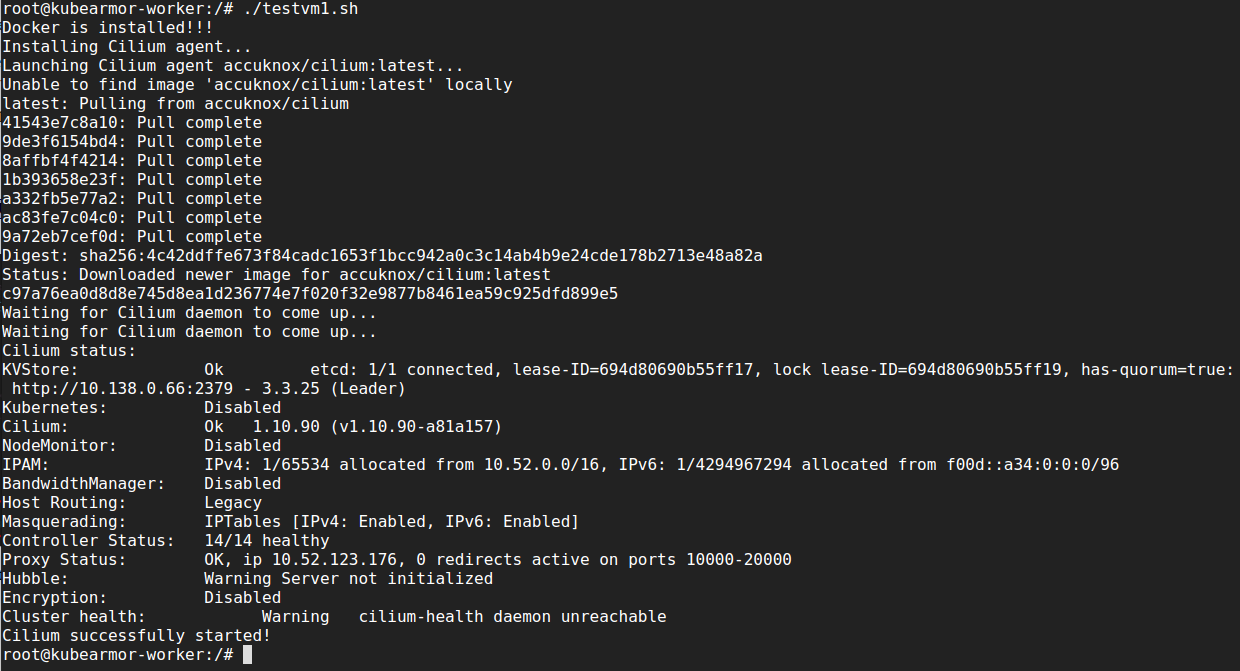 root@kubearmor-worker:/# ./testvm1.sh
Docker is installed!!!
Installing Cilium agent...
Launching Cilium agent accuknox/cilium:latest...
Unable to find image 'accuknox/cilium:latest' locally
latest: Pulling from accuknox/cilium
41543e7c8a10: Pull complete
9de3f6154bd4: Pull complete
8affbf4f4214: Pull complete
1b393658e23f: Pull complete
a332fb5e77a2: Pull complete
ac83fe7c04c0: Pull complete
9a72eb7cef0d: Pull complete
Digest: sha256:4c42ddffe673f84cadc1653f1bcc942a0c3c14ab4b9e24cde178b2713e48a82a
Status: Downloaded newer image for accuknox/cilium:latest
c97a76ea0d8d8e745d8ea1d236774e7f020f32e9877b8461ea59c925dfd899e5
Waiting for Cilium daemon to come up...
Waiting for Cilium daemon to come up...
Cilium status:
KVStore:             Ok         etcd: 1/1 connected, lease-ID=694d80690b55ff17, lock lease-ID=694d80690b55ff19, has-quorum=true:
 http://10.138.0.66:2379 - 3.3.25 (Leader)
Kubernetes:          Disabled
Cilium:              Ok   1.10.90 (v1.10.90-a81a157)
NodeMonitor:         Disabled
IPAM:                IPv4: 1/65534 allocated from 10.52.0.0/16, IPv6: 1/4294967294 allocated from f00d::a34:0:0:0/96
BandwidthManager:    Disabled
Host Routing:        Legacy
Masquerading:        IPTables [IPv4: Enabled, IPv6: Enabled]
Controller Status:   14/14 healthy
Proxy Status:        OK, ip 10.52.123.176, 0 redirects active on ports 10000-20000
Hubble:              Warning Server not initialized
Encryption:          Disabled
Cluster health:            Warning   cilium-health daemon unreachable
Cilium successfully started!
root@kubearmor-worker:/#